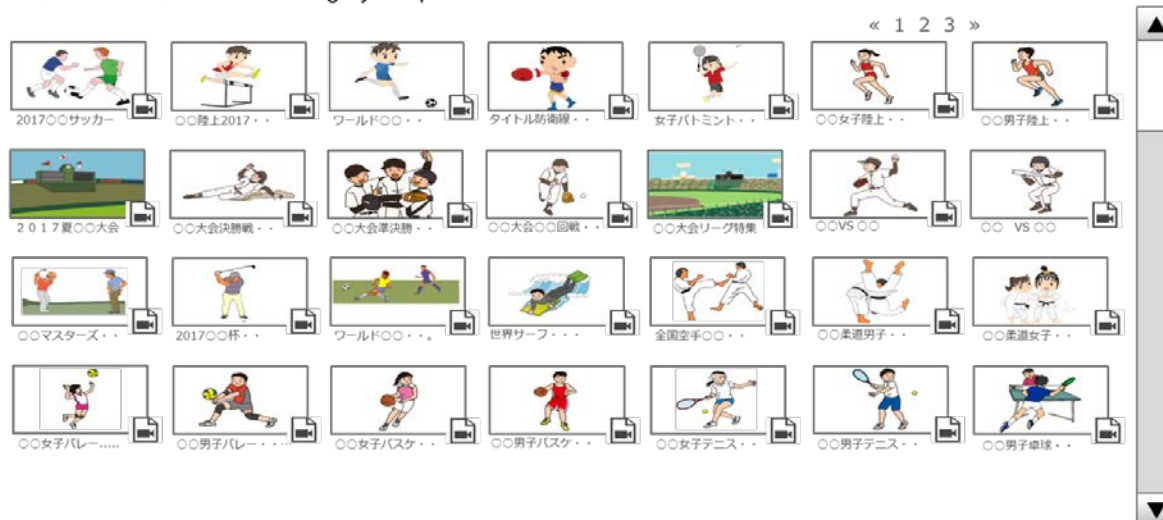 « 1 2 3 »
2017○○サッカー
○○陸上2017・・
ワールド○○・・
タイトル防衛線・・
女子バトミント・・
○○女子陸上・・
○○男子陸上・・
2017夏○○大会
○○大会決勝戦・・
○○大会準決勝・・
○○大会○○回戦・・
○○大会リーグ特集
○○VS ○○
○○ VS ○○
○○マスターズ・・
2017○○杯・・
ワールド○○・・。
世界サーフ・・・
全国空手○○・・
○○柔道男子・・
○○柔道女子・・
○○女子バレー.....
○○男子バレー・・…
○○女子バスケ・・
○○男子バスケ・・
○○女子テニス・・
○○男子テニス・・
○○男子卓球・・